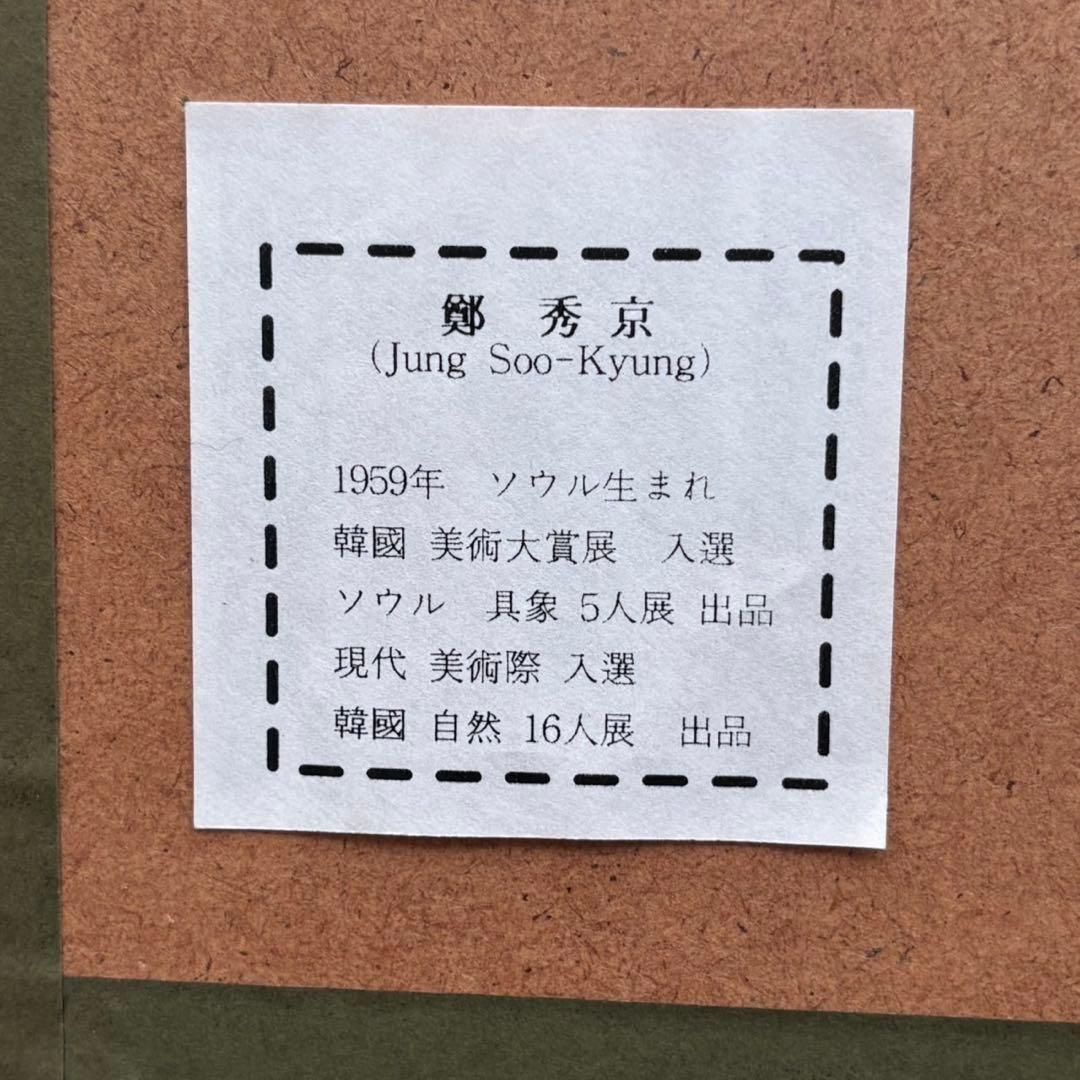 鄭 秀京
(Jung Soo-Kyung)
1959年 ソウル生まれ
韓國 美術大賞展 入選
ソウル 具象 5人展 出品
現代 美術際 入選
韓國 自然 16人展 出品